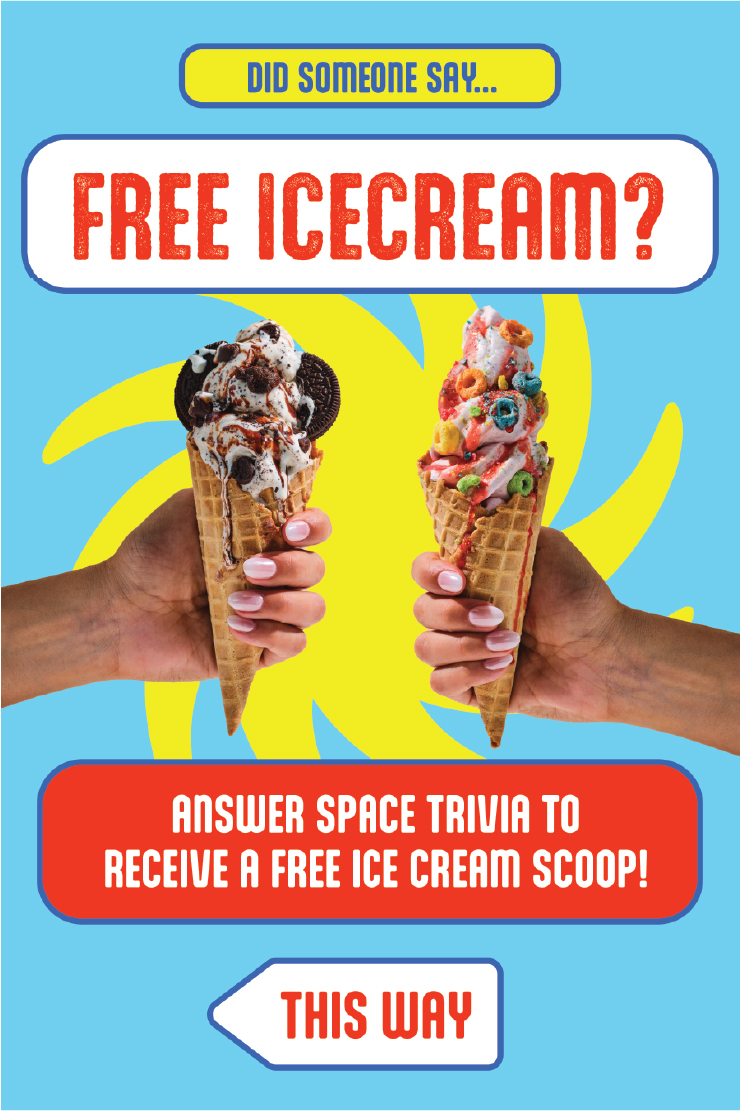 DID SOMEONE SAY...
FREE ICECREAM?
ANSWER SPACE TRIVIA TO
RECEIVE A FREE ICE CREAM SCOOP!
THIS WAY